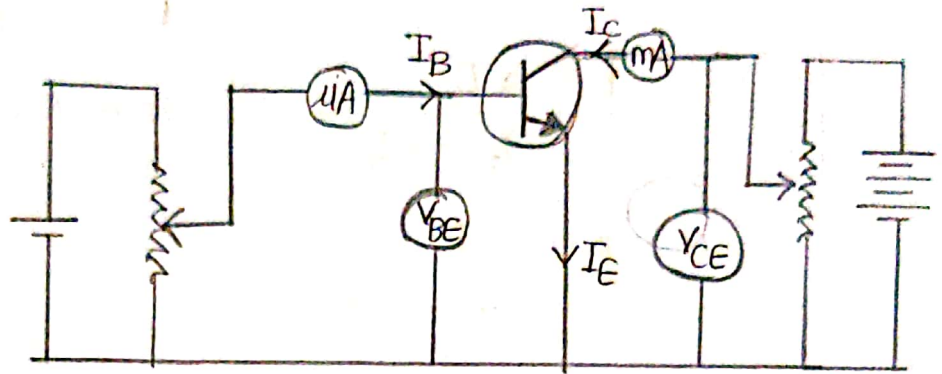 I_B
I_C
mA
μA
V_BE
V_CE
I_E